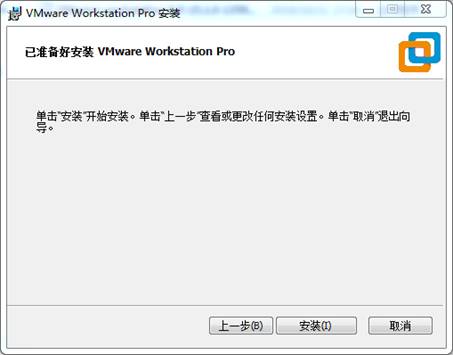 VMware Workstation Pro 安装
已准备好安装 VMware Workstation Pro
单击“安装”开始安装。单击“上一步”查看或更改任何安装设置。单击“取消”退出向
导。
上一步(B)
安装(I)
取消